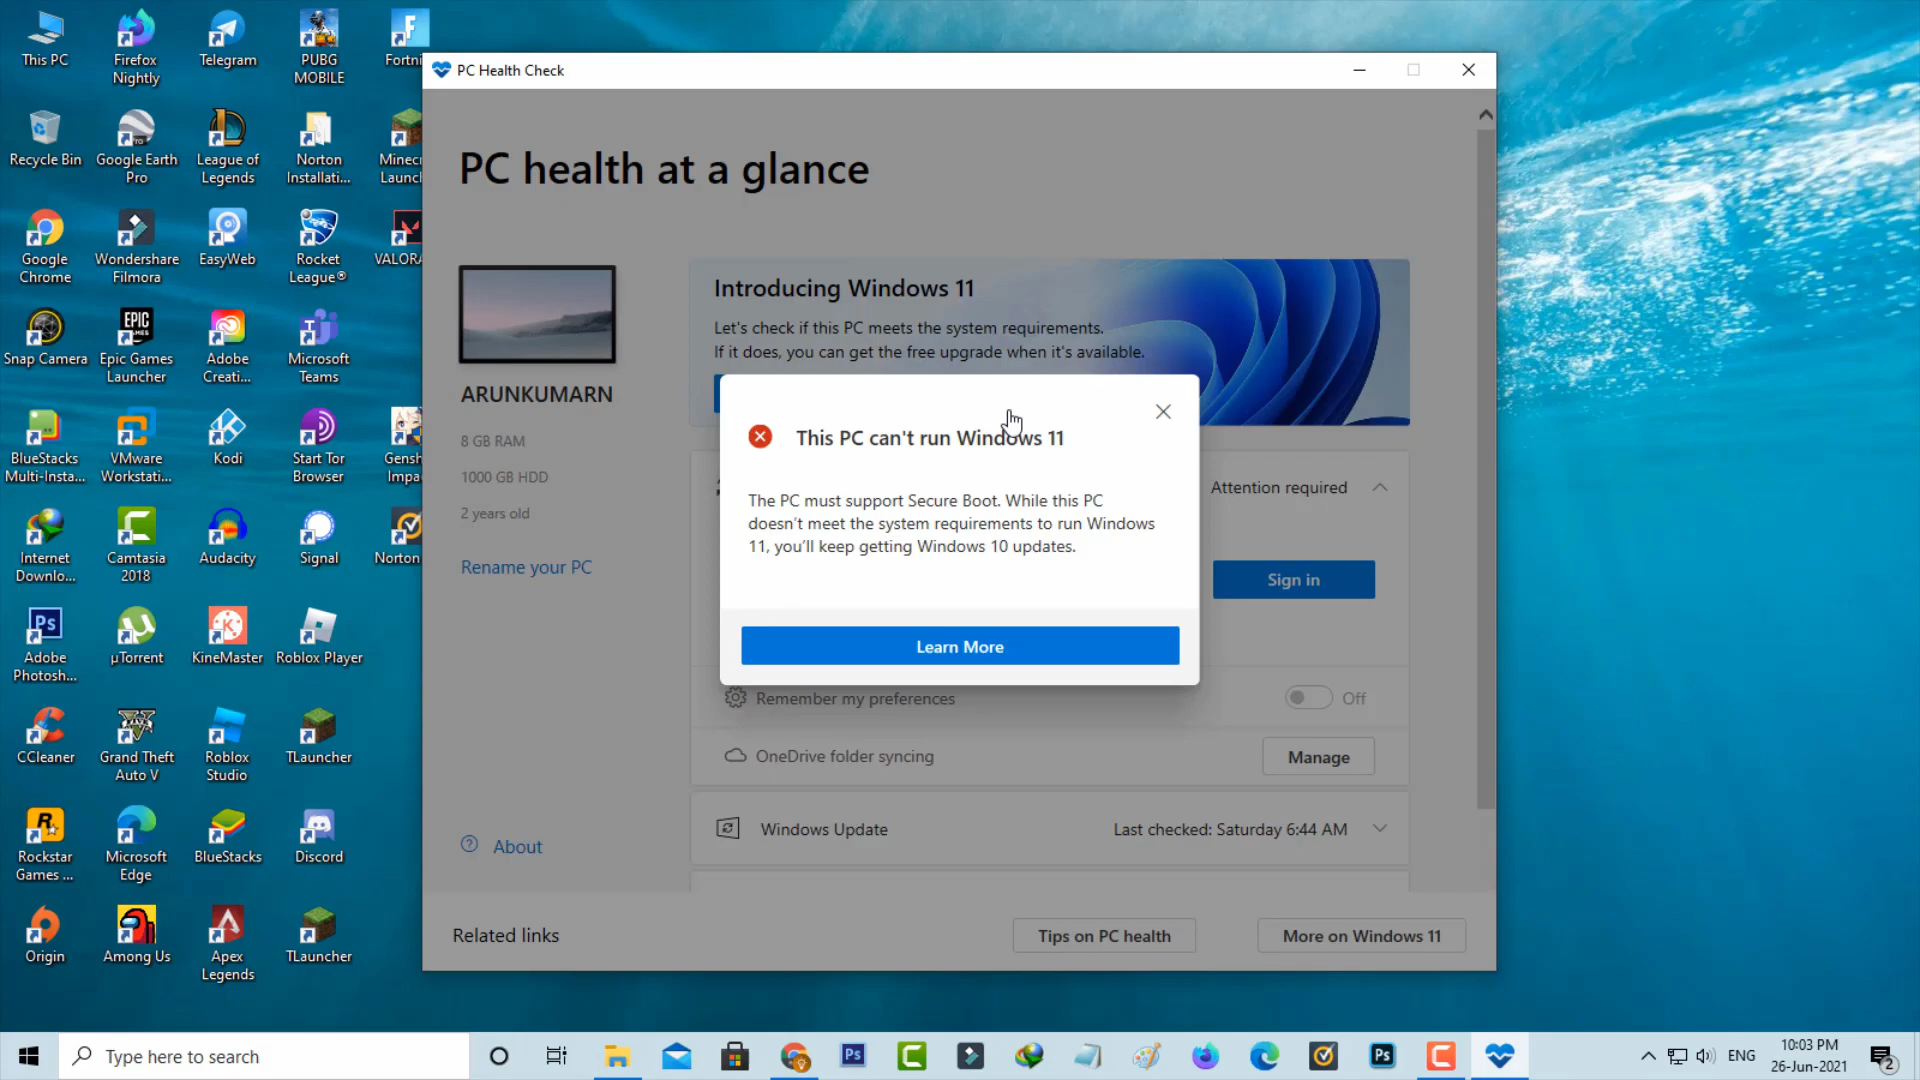 This PC
Firefox
Nightly
Telegram
PUBG
MOBILE
Fortni
Recycle Bin
Google Earth
Pro
League of
Legends
Norton
Installati...
Minec
Launc
Google
Chrome
Wondershare
Filmora
EasyWeb
Rocket
League®
VALOR
Snap Camera
Epic Games
Launcher
Adobe
Creati...
Microsoft
Teams
BlueStacks
Multi-Insta...
VMware
Workstati...
Kodi
Start Tor
Browser
Gensh
Impa
Internet
Downlo...
Camtasia
2018
Audacity
Signal
Norton
Adobe
Photosh...
µTorrent
KineMaster
Roblox Player
CCleaner
Grand Theft
Auto V
Roblox
Studio
TLauncher
Rockstar
Games ...
Microsoft
Edge
BlueStacks
Discord
Origin
Among Us
Apex
Legends
TLauncher
PC Health Check
PC health at a glance
ARUNKUMARN
8 GB RAM
1000 GB HDD
2 years old
Rename your PC
About
Introducing Windows 11
Let's check if this PC meets the system requirements.
If it does, you can get the free upgrade when it's available.
This PC can't run Windows 11
The PC must support Secure Boot. While this PC
doesn't meet the system requirements to run Windows
11, you'll keep getting Windows 10 updates.
Learn More
Attention required
Sign in
Remember my preferences
Off
OneDrive folder syncing
Manage
Windows Update
Last checked: Saturday 6:44 AM
Related links
Tips on PC health
More on Windows 11
Type here to search
ENG
10:03 PM
26-Jun-2021
2